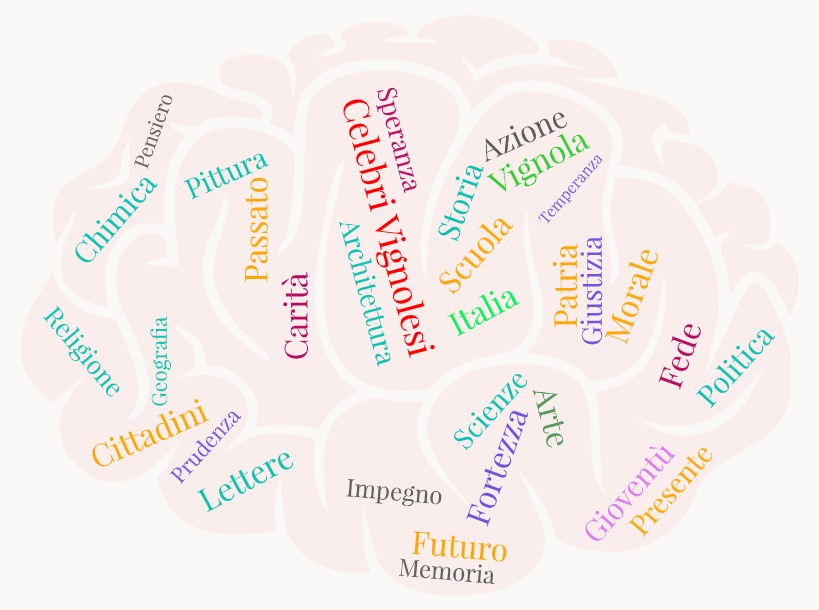 Pensiero
Chimica
Pittura
Passato
Carità
Speranza
Celebri Vignolesi
Architettura
Azione
Vignola
Storia
Temperanza
Scuola
Italia
Patria
Giustizia
Morale
Religione
Geografia
Cittadini
Prudenza
Lettere
Fede
Politica
Scienze
Arte
Fortezza
Impegno
Gioventù
Presente
Futuro
Memoria